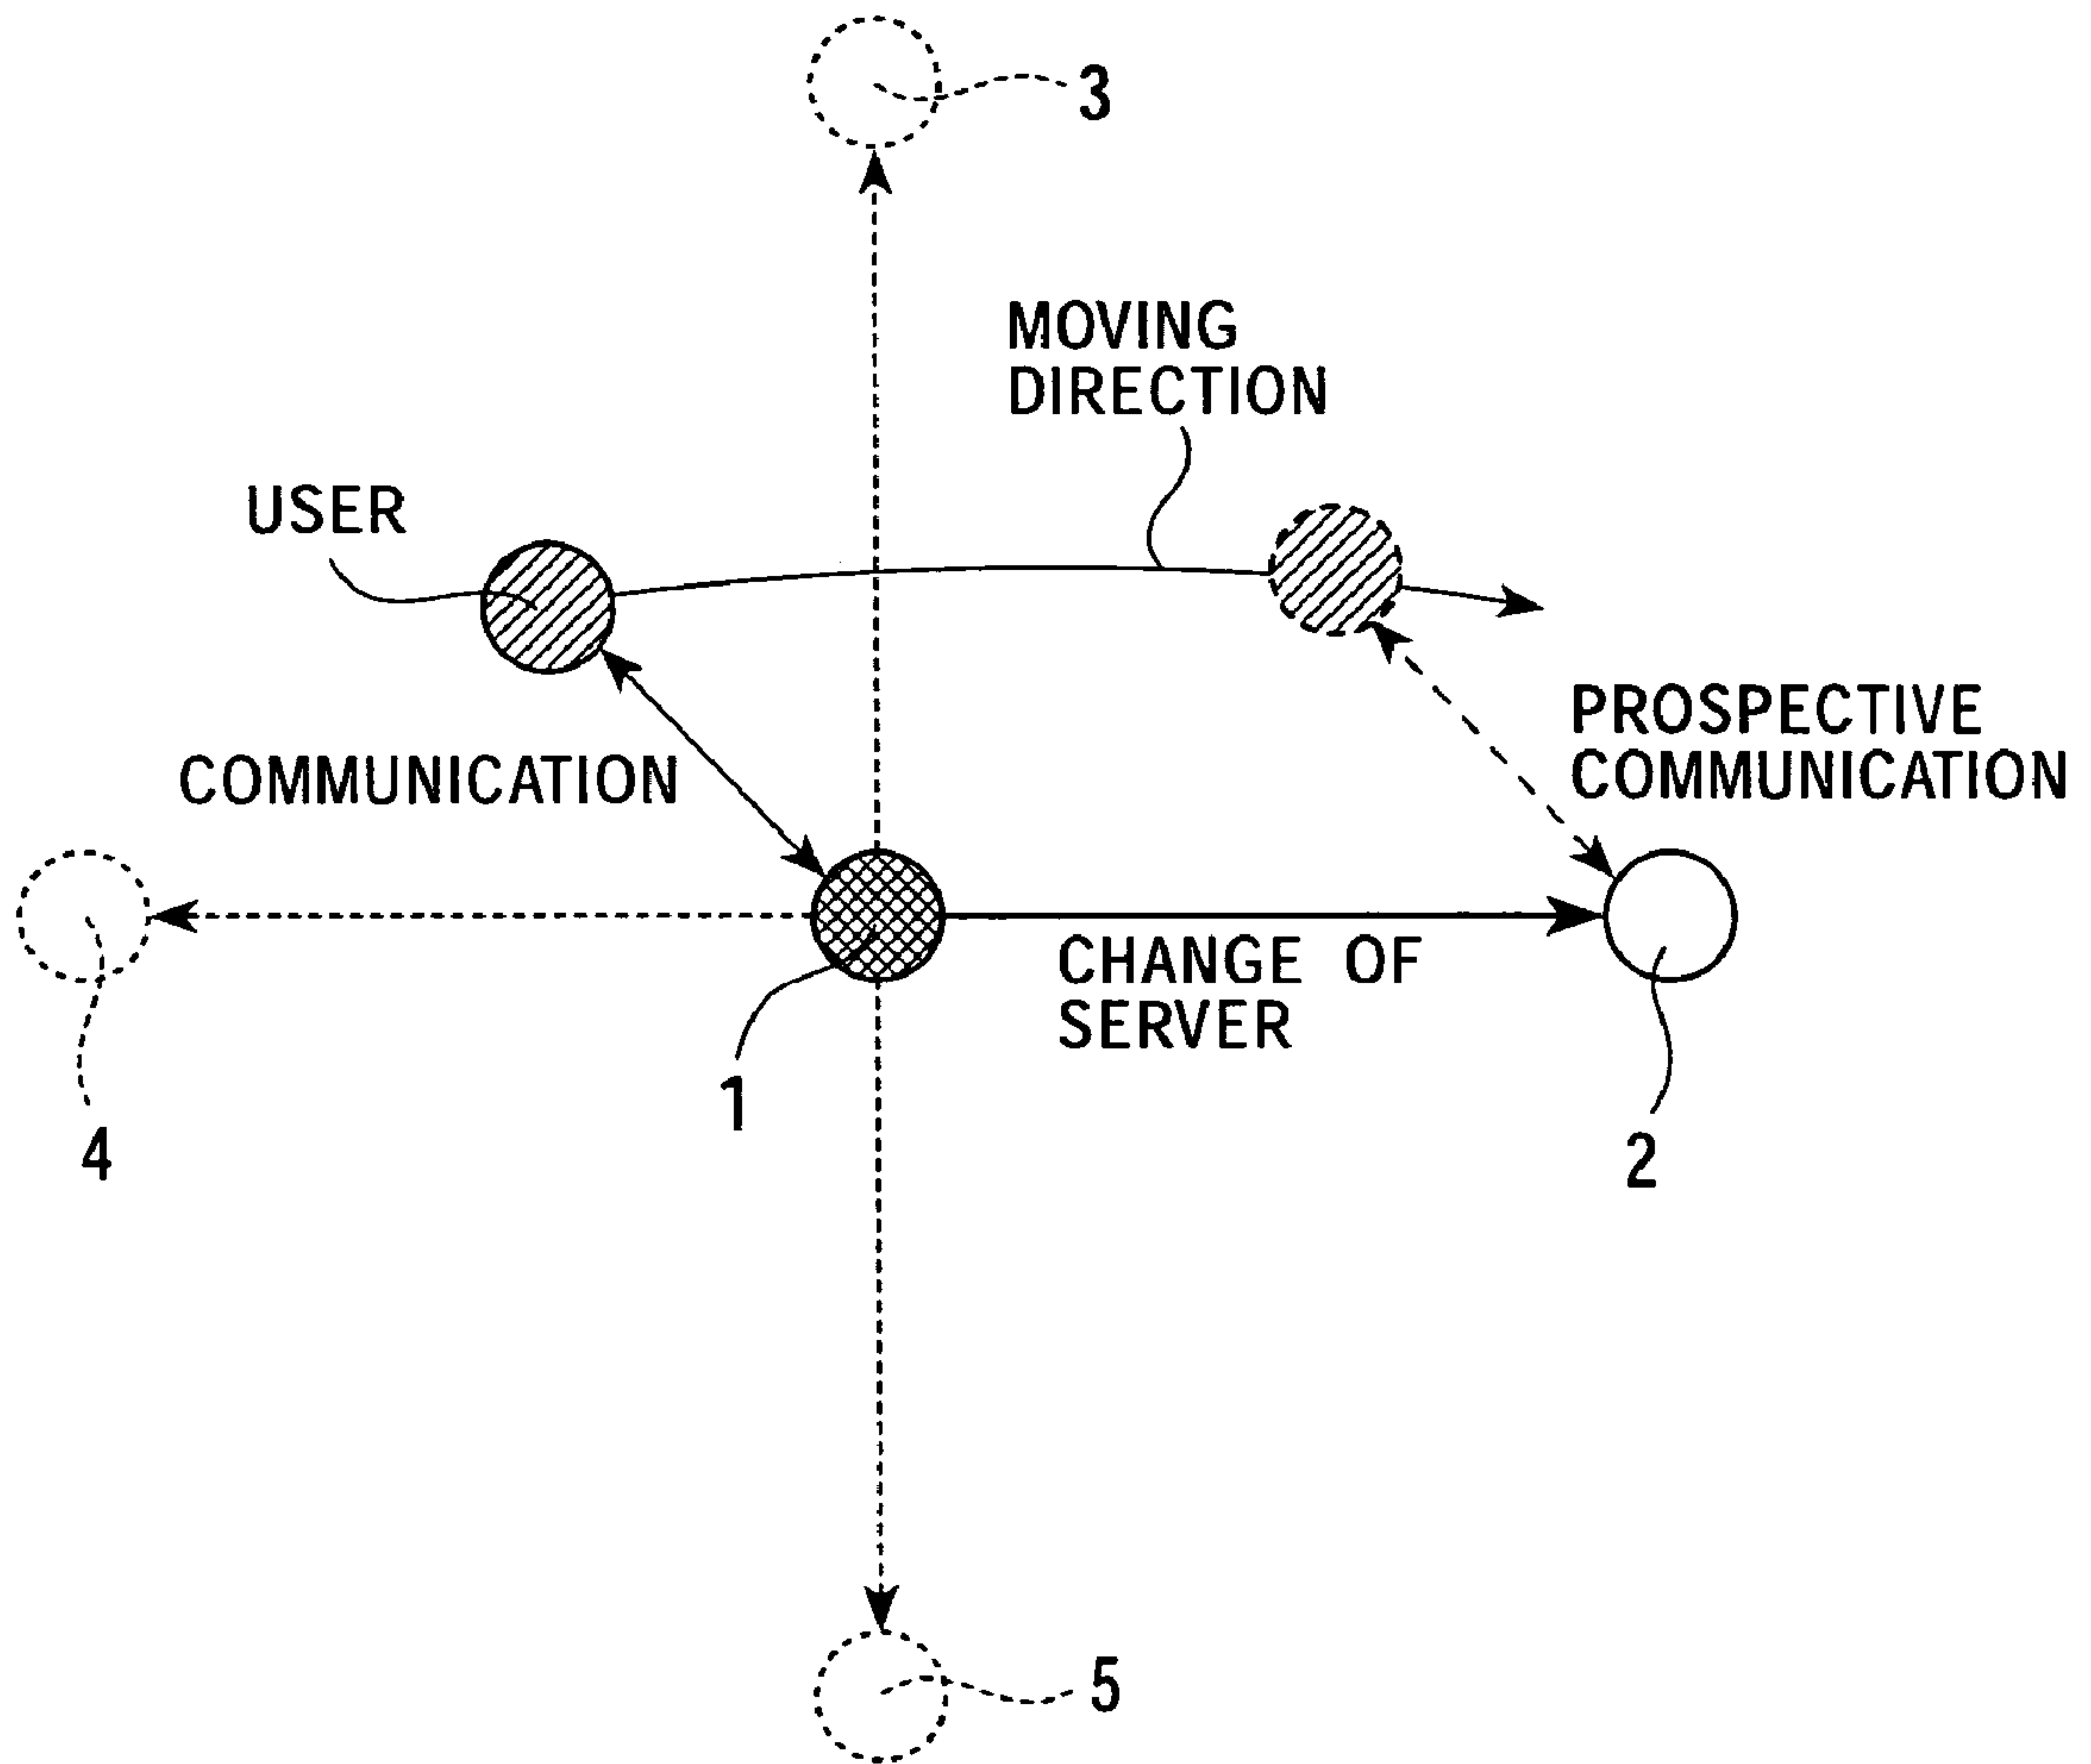 3
MOVING
DIRECTION
USER
PROSPECTIVE
COMMUNICATION
COMMUNICATION
CHANGE OF
SERVER
1
4
2
5